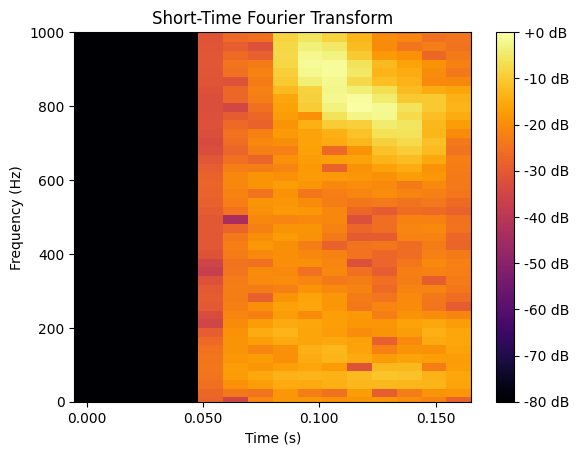 Short-Time Fourier Transform
1000
800
600
400
200
0
Frequency (Hz)
0.000
0.050
0.100
0.150
Time (s)
+0 dB
-10 dB
-20 dB
-30 dB
-40 dB
-50 dB
-60 dB
-70 dB
-80 dB